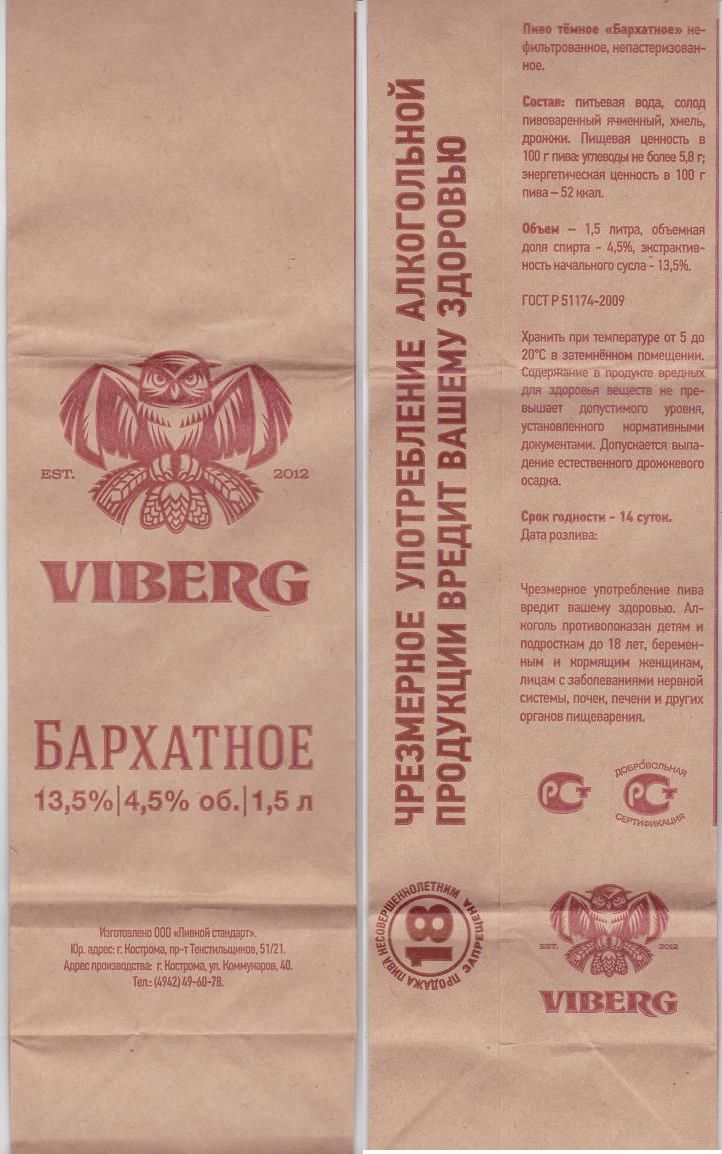 EST. 2012
VIBERG
БАРХАТНОЕ
13,5%|4,5% об.|1,5 л
Изготовлено ООО «Пивной стандарт».
Юр. адрес: г. Кострома, пр-т Текстильщиков, 51/21.
Адрес производства: г. Кострома, ул. Коммунаров, 40.
Тел.: (4942) 49-60-78.
ЧРЕЗМЕРНОЕ УПОТРЕБЛЕНИЕ АЛКОГОЛЬНОЙ
ПРОДУКЦИИ ВРЕДИТ ВАШЕМУ ЗДОРОВЬЮ
Пиво тёмное «Бархатное» не-
фильтрованное, непастеризован-
ное.
Состав: питьевая вода, солод
пивоваренный ячменный, хмель,
дрожжи. Пищевая ценность в
100 г пива: углеводы не более 5,8 г;
энергетическая ценность в 100 г
пива – 52 ккал.
Объем – 1,5 литра, объемная
доля спирта - 4,5%, экстрактив-
ность начального сусла - 13,5%.
ГОСТ Р 51174-2009
Хранить при температуре от 5 до
20°С в затемнённом помещении.
Содержание в продукте вредных
для здоровья веществ не пре-
вышает допустимого уровня,
установленного нормативными
документами. Допускается выпа-
дение естественного дрожжевого
осадка.
Срок годности - 14 суток.
Дата розлива:
Чрезмерное употребление пива
вредит вашему здоровью. Ал-
коголь противопоказан детям и
подросткам до 18 лет, беремен-
ным и кормящим женщинам,
лицам с заболеваниями нервной
системы, почек, печени и других
органов пищеварения.
РСТ
ДОБРОВОЛЬНАЯ
РСТ
СЕРТИФИКАЦИЯ
ПРОДАЖА ПИВА НЕСОВЕРШЕННОЛЕТНИМ ЗАПРЕЩЕНА
18
EST. 2012
VIBERG